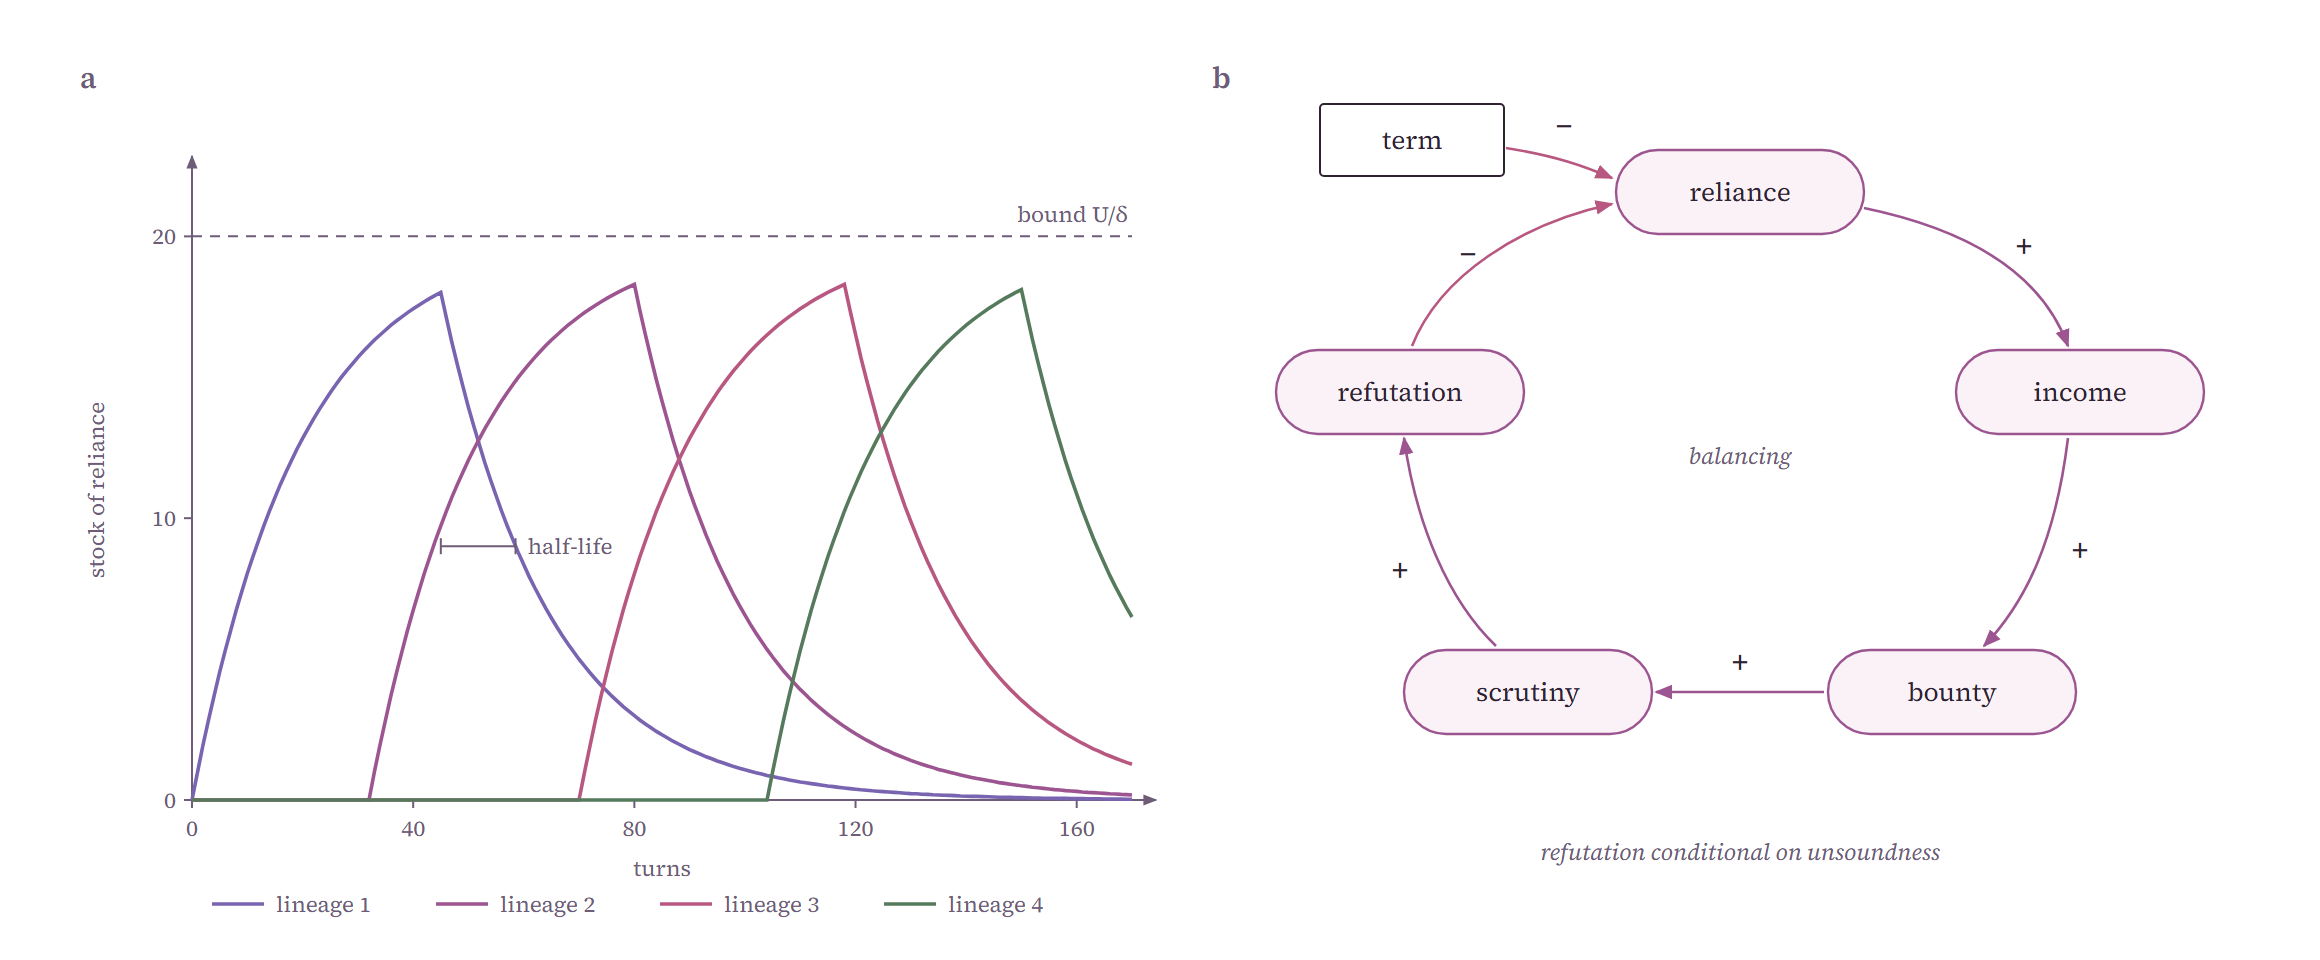 a
bound U/δ
20
10
0
stock of reliance
half-life
0
40
80
120
160
turns
lineage 1
lineage 2
lineage 3
lineage 4
b
term
−
reliance
+
−
refutation
income
balancing
+
+
scrutiny
+
bounty
refutation conditional on unsoundness